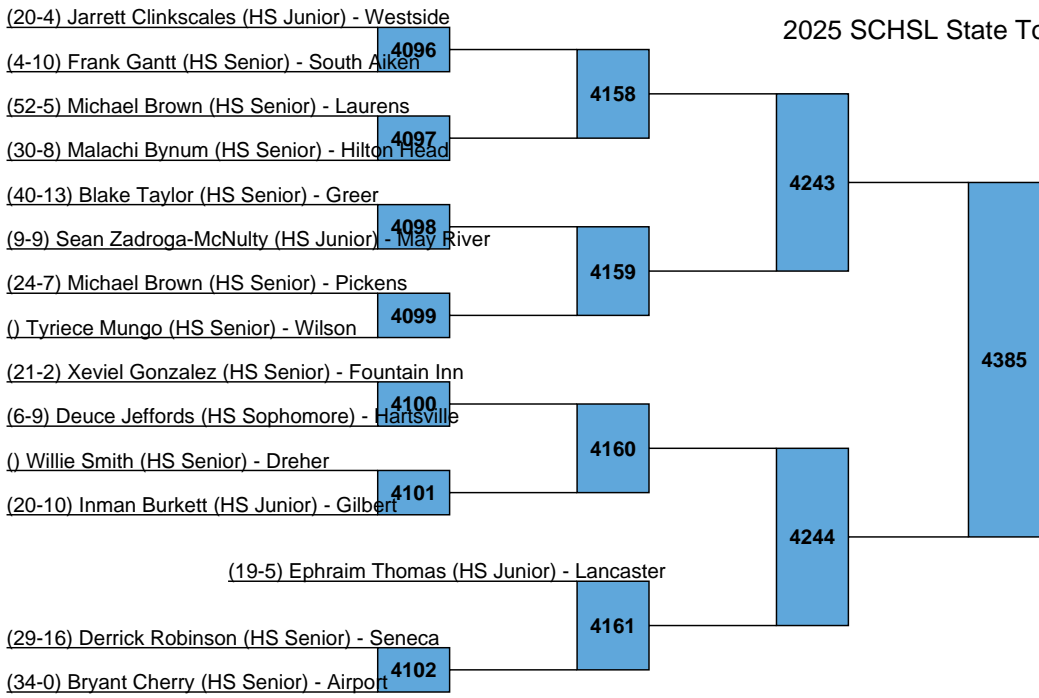 (20-4) Jarrett Clinkscales (HS Junior) - Westside
2025 SCHSL State To
4096
(4-10) Frank Gantt (HS Senior) - South Aiken
4158
(52-5) Michael Brown (HS Senior) - Laurens
4097
(30-8) Malachi Bynum (HS Senior) - Hilton Head
4243
(40-13) Blake Taylor (HS Senior) - Greer
4098
(9-9) Sean Zadroga-McNulty (HS Junior) - May River
4159
(24-7) Michael Brown (HS Senior) - Pickens
4099
() Tyriece Mungo (HS Senior) - Wilson
4385
(21-2) Xeviel Gonzalez (HS Senior) - Fountain Inn
4100
(6-9) Deuce Jeffords (HS Sophomore) - Hartsville
4160
() Willie Smith (HS Senior) - Dreher
4101
(20-10) Inman Burkett (HS Junior) - Gilbert
4244
(19-5) Ephraim Thomas (HS Junior) - Lancaster
4161
(29-16) Derrick Robinson (HS Senior) - Seneca
4102
(34-0) Bryant Cherry (HS Senior) - Airport